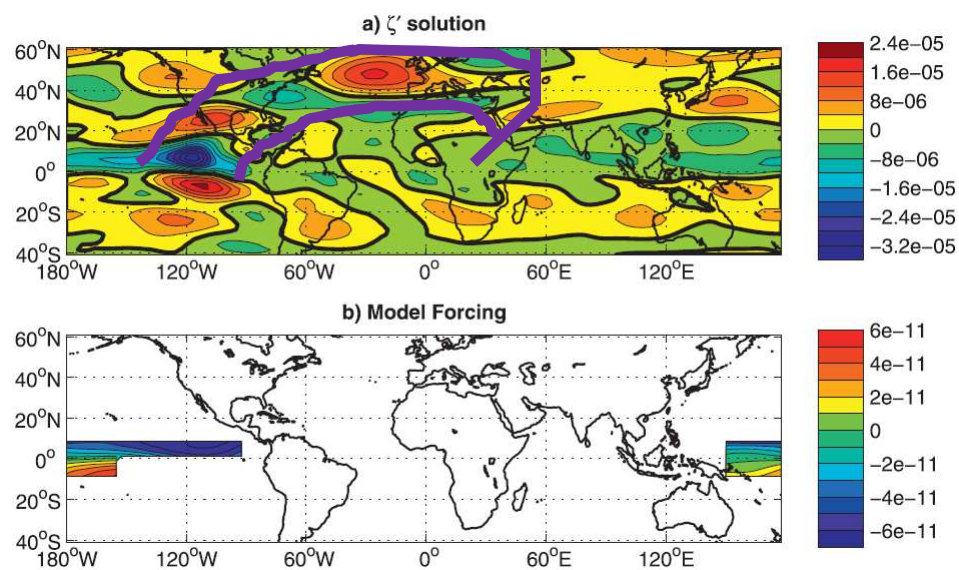 a) ζ′ solution
60°N
40°N
20°N
0°
20°S
40°S
180°W 120°W 60°W 0° 60°E 120°E
2.4e−05
1.6e−05
8e−06
0
−8e−06
−1.6e−05
−2.4e−05
−3.2e−05
b) Model Forcing
60°N
40°N
20°N
0°
20°S
40°S
180°W 120°W 60°W 0° 60°E 120°E
6e−11
4e−11
2e−11
0
−2e−11
−4e−11
−6e−11